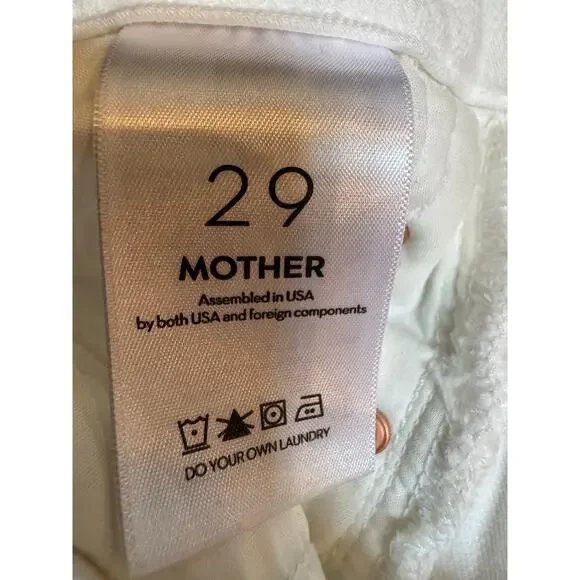 29
MOTHER
Assembled in USA
by both USA and foreign components
DO YOUR OWN LAUNDRY